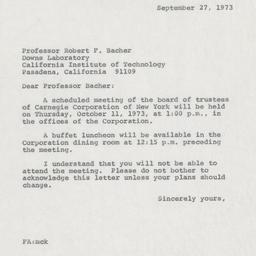 September 27, 1973
Professor Robert F. Bacher
Downs Laboratory
California Institute of Technology
Pasadena, California  91109
Dear Professor Bacher:
A scheduled meeting of the board of trustees
of Carnegie Corporation of New York will be held
on Thursday, October 11, 1973, at 1:00 p.m., in
the offices of the Corporation.
A buffet luncheon will be available in the
Corporation dining room at 12:15 p.m. preceding
the meeting.
I understand that you will not be able to
attend the meeting.  Please do not bother to
acknowledge this letter unless your plans should
change.
Sincerely yours,
FA:mck